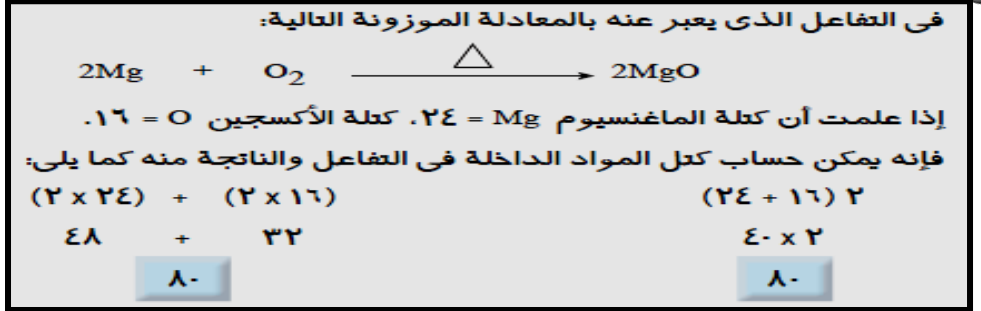 فى التفاعل الذى يعبر عنه بالمعادلة الموزونة التالية:
2Mg + O2 △ 2MgO
إذا علمت أن كتلة الماغنسيوم Mg = ٢٤، كتلة الأكسجين O = ١٦.
فإنه يمكن حساب كتل المواد الداخلة فى التفاعل والناتجة منه كما يلى:
(٢ x ٢٤) + (٢ x ١٦) ٢ (٢٤ + ١٦)
٤٨ + ٣٢ ٤٠ x ٢
٨٠ ٨٠